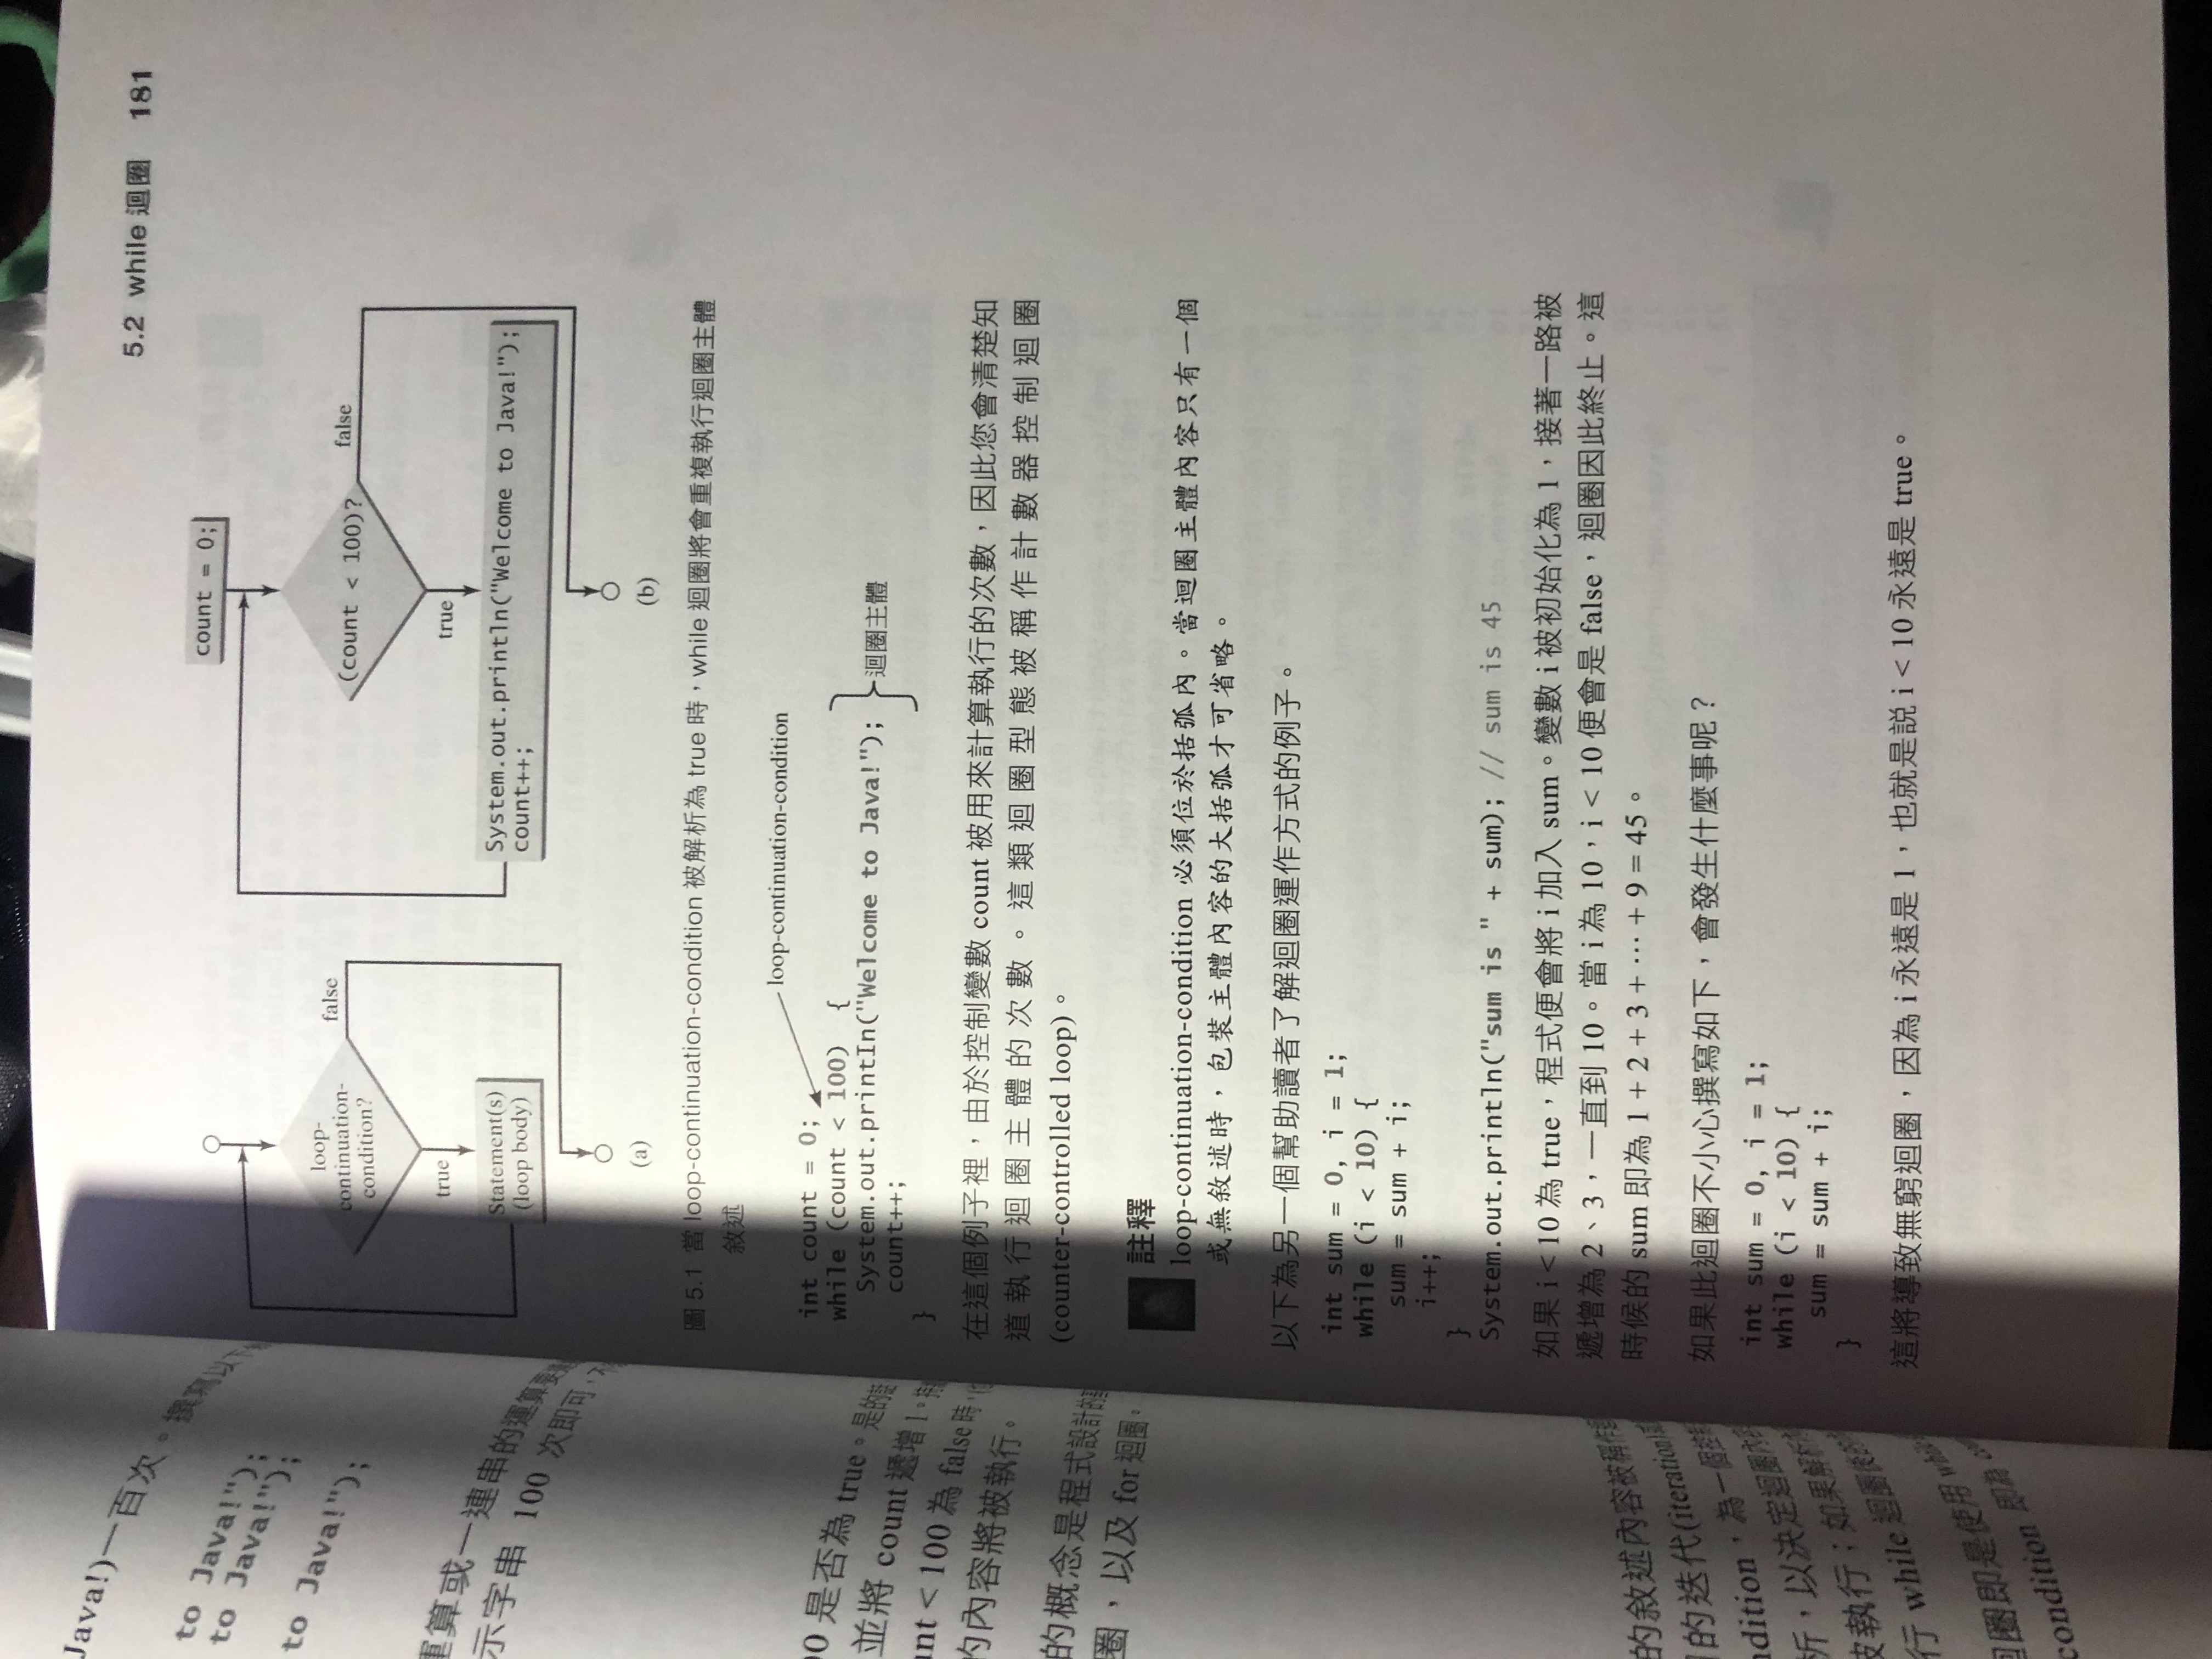 Java!)一百次。撰寫以下
to Java!");
to Java!");
to Java!");
運算或一連串的運算要
示字串 100 次即可,不
00 是否為 true。是的話
並將 count 遞增 1。持
unt < 100 為 false 時,
的內容將被執行。
的概念是程式設計的
圈,以及 for 迴圈。
的敘述內容被稱作
的迭代(iteration)
ndition,為一個控
析,以決定迴圈內容
被執行;如果解析
行 while 迴圈後的
迴圈即是使用 while
condition 即為
5.2 while 迴圈 181
loop-
continuation-
condition?
false
true
Statement(s)
(loop body)
(a)
count = 0;
(count < 100)?
false
true
System.out.println("Welcome to Java!");
count++;
(b)
圖 5.1 當 loop-continuation-condition 被解析為 true 時,while 迴圈將會重複執行迴圈主體
敘述
loop-continuation-condition
int count = 0;
while (count < 100) {
System.out.printIn("Welcome to Java!");
count++;
}
迴圈主體
在這個例子裡,由於控制變數 count 被用來計算執行的次數,因此您會清楚知
道執行迴圈主體的次數。這類迴圈型態被稱作計數器控制迴圈
(counter-controlled loop)。
註釋
loop-continuation-condition 必須位於括弧內。當迴圈主體內容只有一個
或無敘述時,包裝主體內容的大括弧才可省略。
以下為另一個幫助讀者了解迴圈運作方式的例子。
int sum = 0, i = 1;
while (i < 10) {
sum = sum + i;
i++;
}
System.out.println("sum is " + sum); // sum is 45
如果 i < 10 為 true,程式便會將 i 加入 sum。變數 i 被初始化為 1,接著一路被
遞增為 2、3,一直到 10。當 i 為 10,i < 10 便會是 false,迴圈因此終止。這
時候的 sum 即為 1 + 2 + 3 + ⋯ + 9 = 45。
如果此迴圈不小心撰寫如下,會發生什麼事呢?
int sum = 0, i = 1;
while (i < 10) {
sum = sum + i;
}
這將導致無窮迴圈,因為 i 永遠是 1,也就是說 i < 10 永遠是 true。